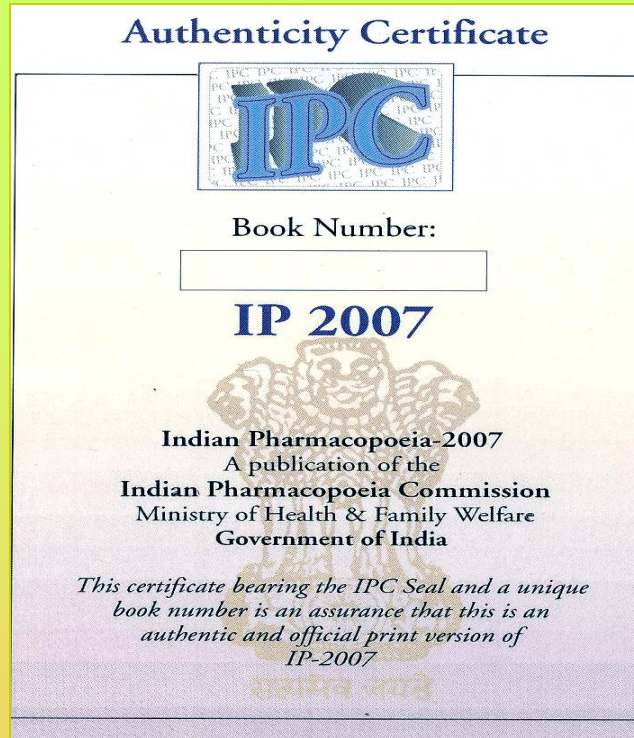 Authenticity Certificate
IPC
Book Number:
IP 2007
Indian Pharmacopoeia-2007
A publication of the
Indian Pharmacopoeia Commission
Ministry of Health & Family Welfare
Government of India
This certificate bearing the IPC Seal and a unique
book number is an assurance that this is an
authentic and official print version of
IP-2007